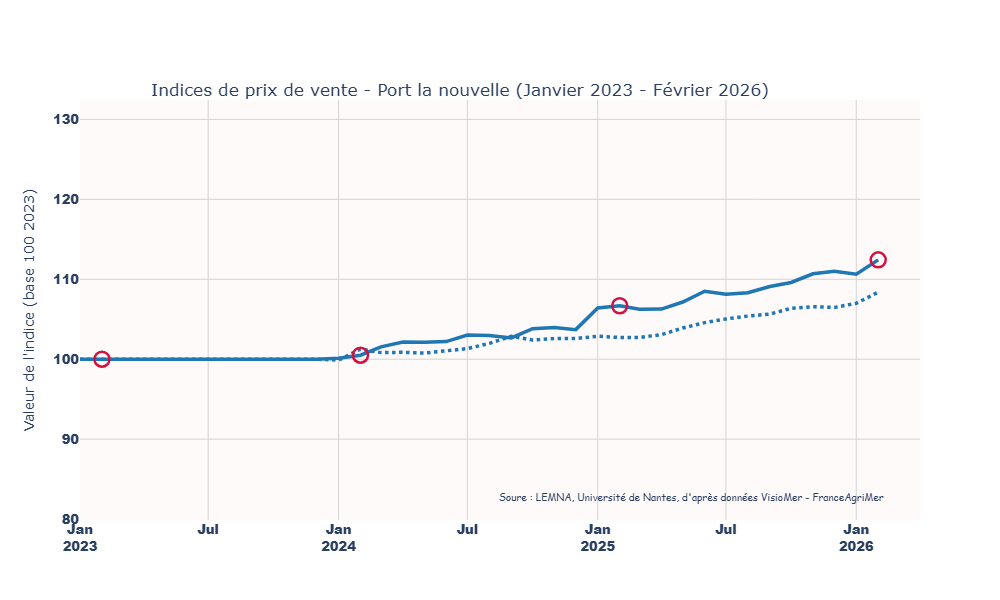 Indices de prix de vente - Port la nouvelle (Janvier 2023 - Février 2026)
Valeur de l'indice (base 100 2023)
130
120
110
100
90
80
Soure : LEMNA, Université de Nantes, d'après données VisioMer - FranceAgriMer
Jan Jul Jan Jul Jan Jul Jan
2023 2024 2025 2026